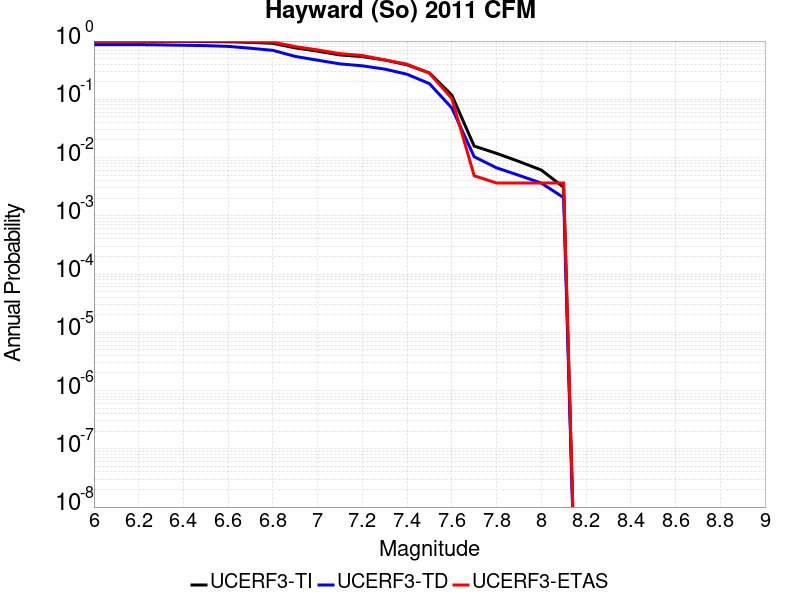 Hayward (So) 2011 CFM
10^0
10^-1
10^-2
10^-3
10^-4
10^-5
10^-6
10^-7
10^-8
Annual Probability
6 6.2 6.4 6.6 6.8 7 7.2 7.4 7.6 7.8 8 8.2 8.4 8.6 8.8 9
Magnitude
UCERF3-TI UCERF3-TD UCERF3-ETAS